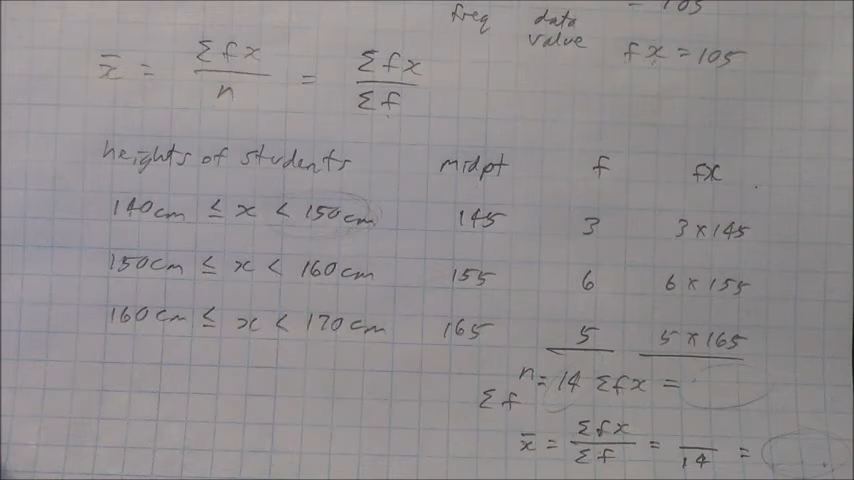 = 105
freq data
value
fx = 105
x̄ = Σfx / n = Σfx / Σf
heights of students midpt f fx
140cm ≤ x < 150cm 145 3 3×145
150cm ≤ x < 160cm 155 6 6×155
160cm ≤ x < 170cm 165 5 5×165
n = 14 Σfx =
Σf
x̄ = Σfx / Σf = / 14 =